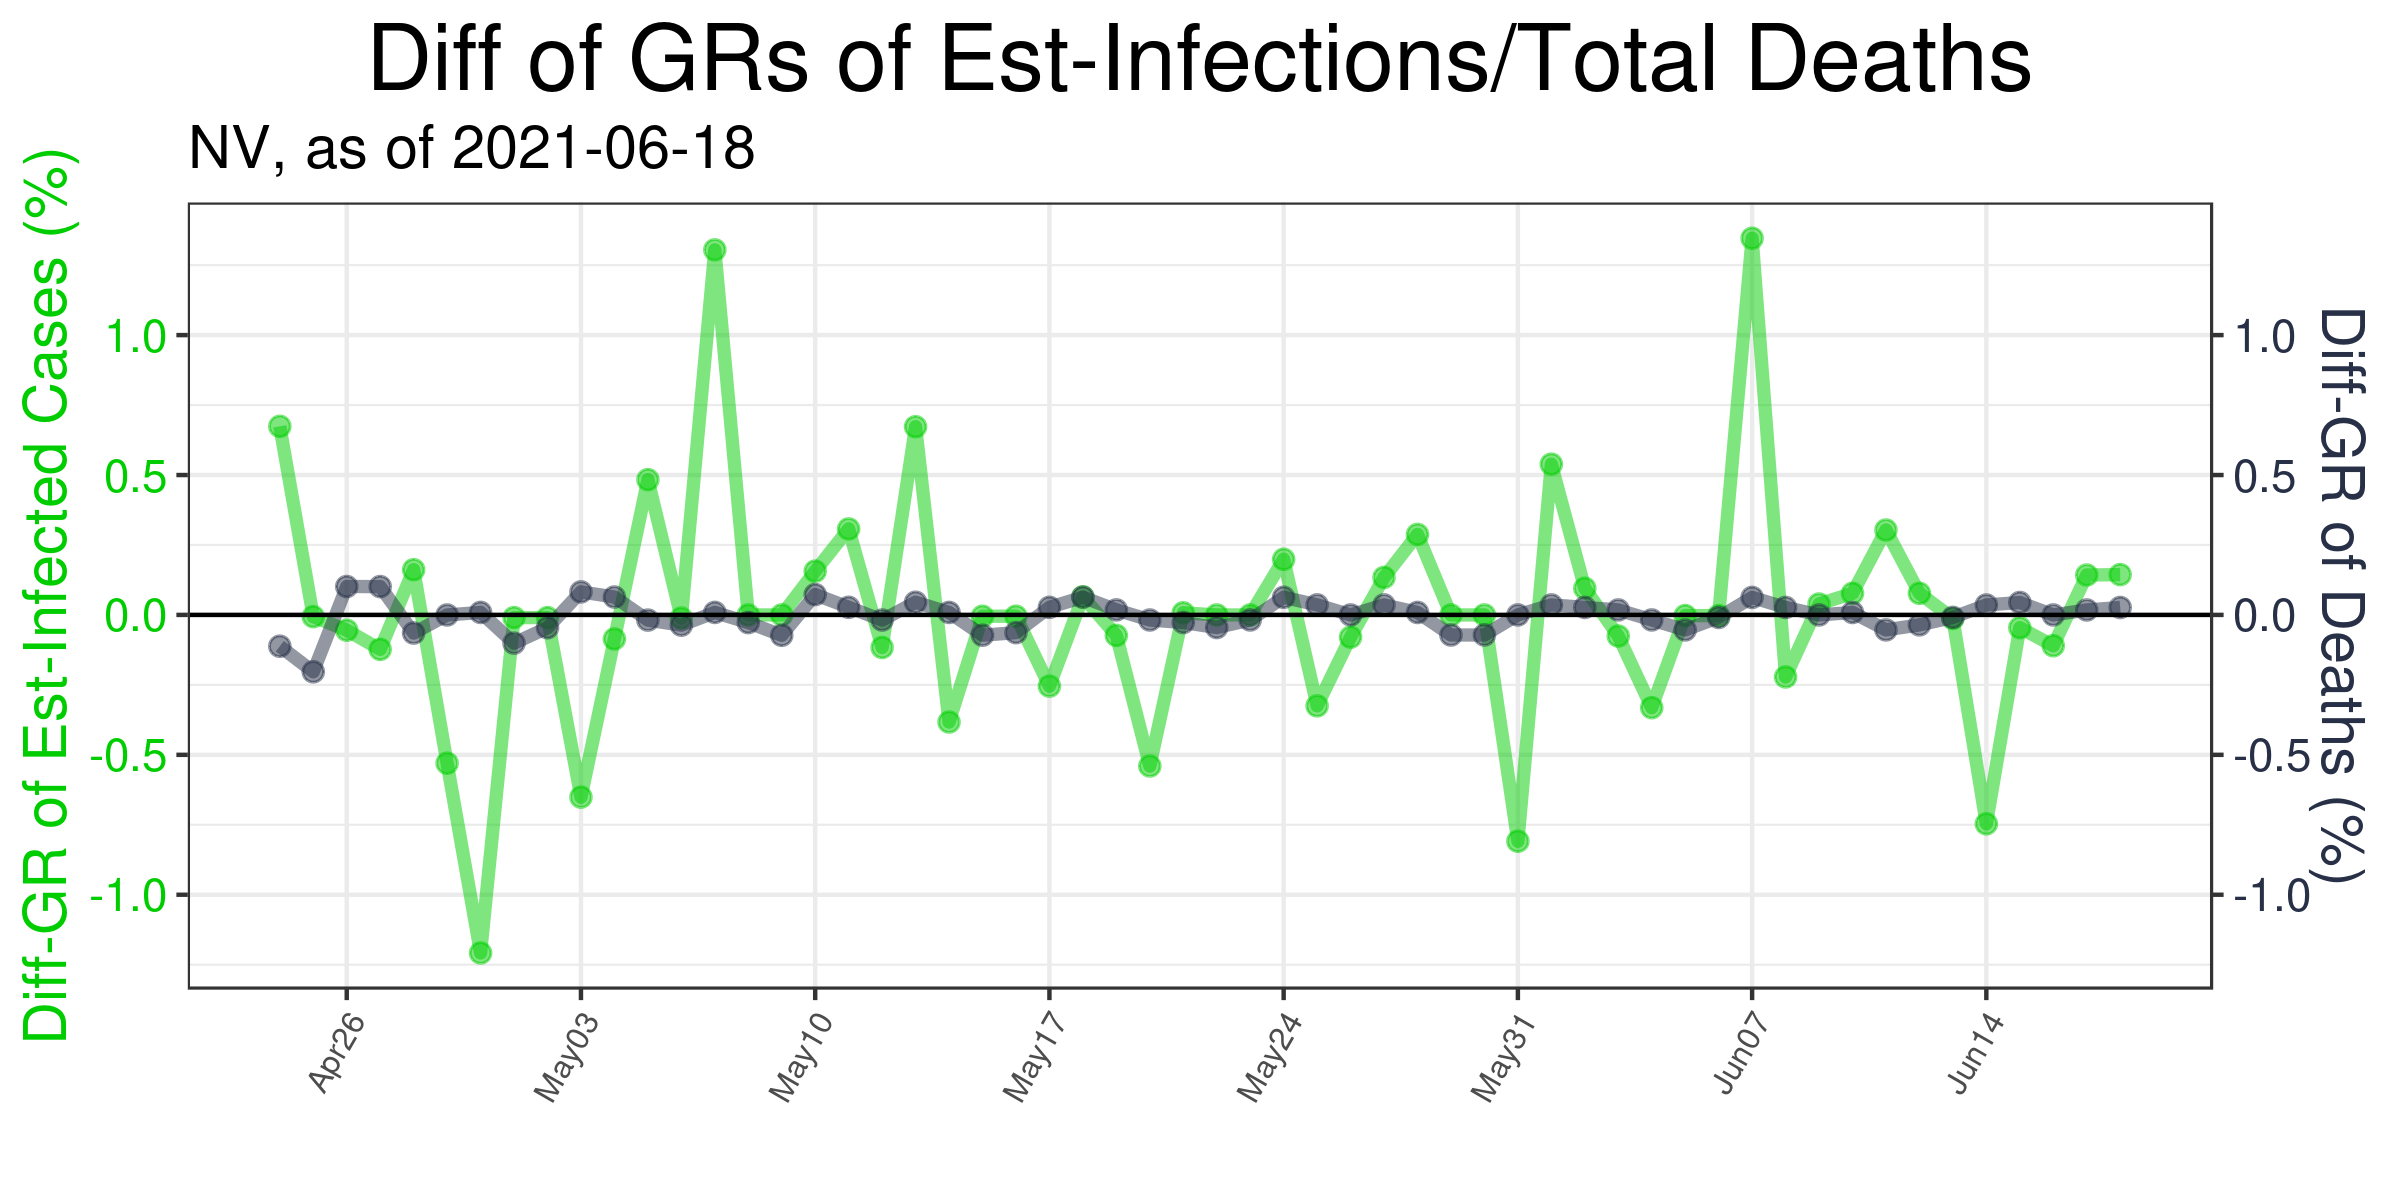 Diff of GRs of Est-Infections/Total Deaths
NV, as of 2021-06-18
Diff-GR of Est-Infected Cases (%)
1.0
0.5
0.0
-0.5
-1.0
1.0
0.5
0.0
-0.5
-1.0
Diff-GR of Deaths (%)
Apr26
May03
May10
May17
May24
May31
Jun07
Jun14